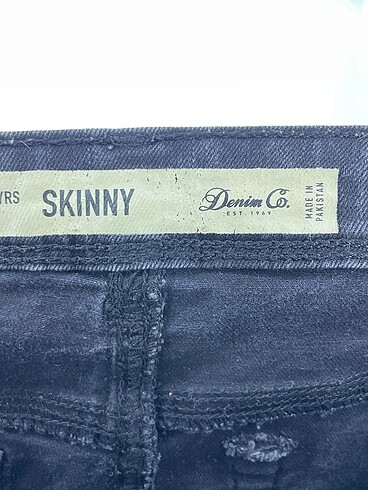 YRS
SKINNY
Denim Co.
EST. 1969
MADE IN
PAKISTAN